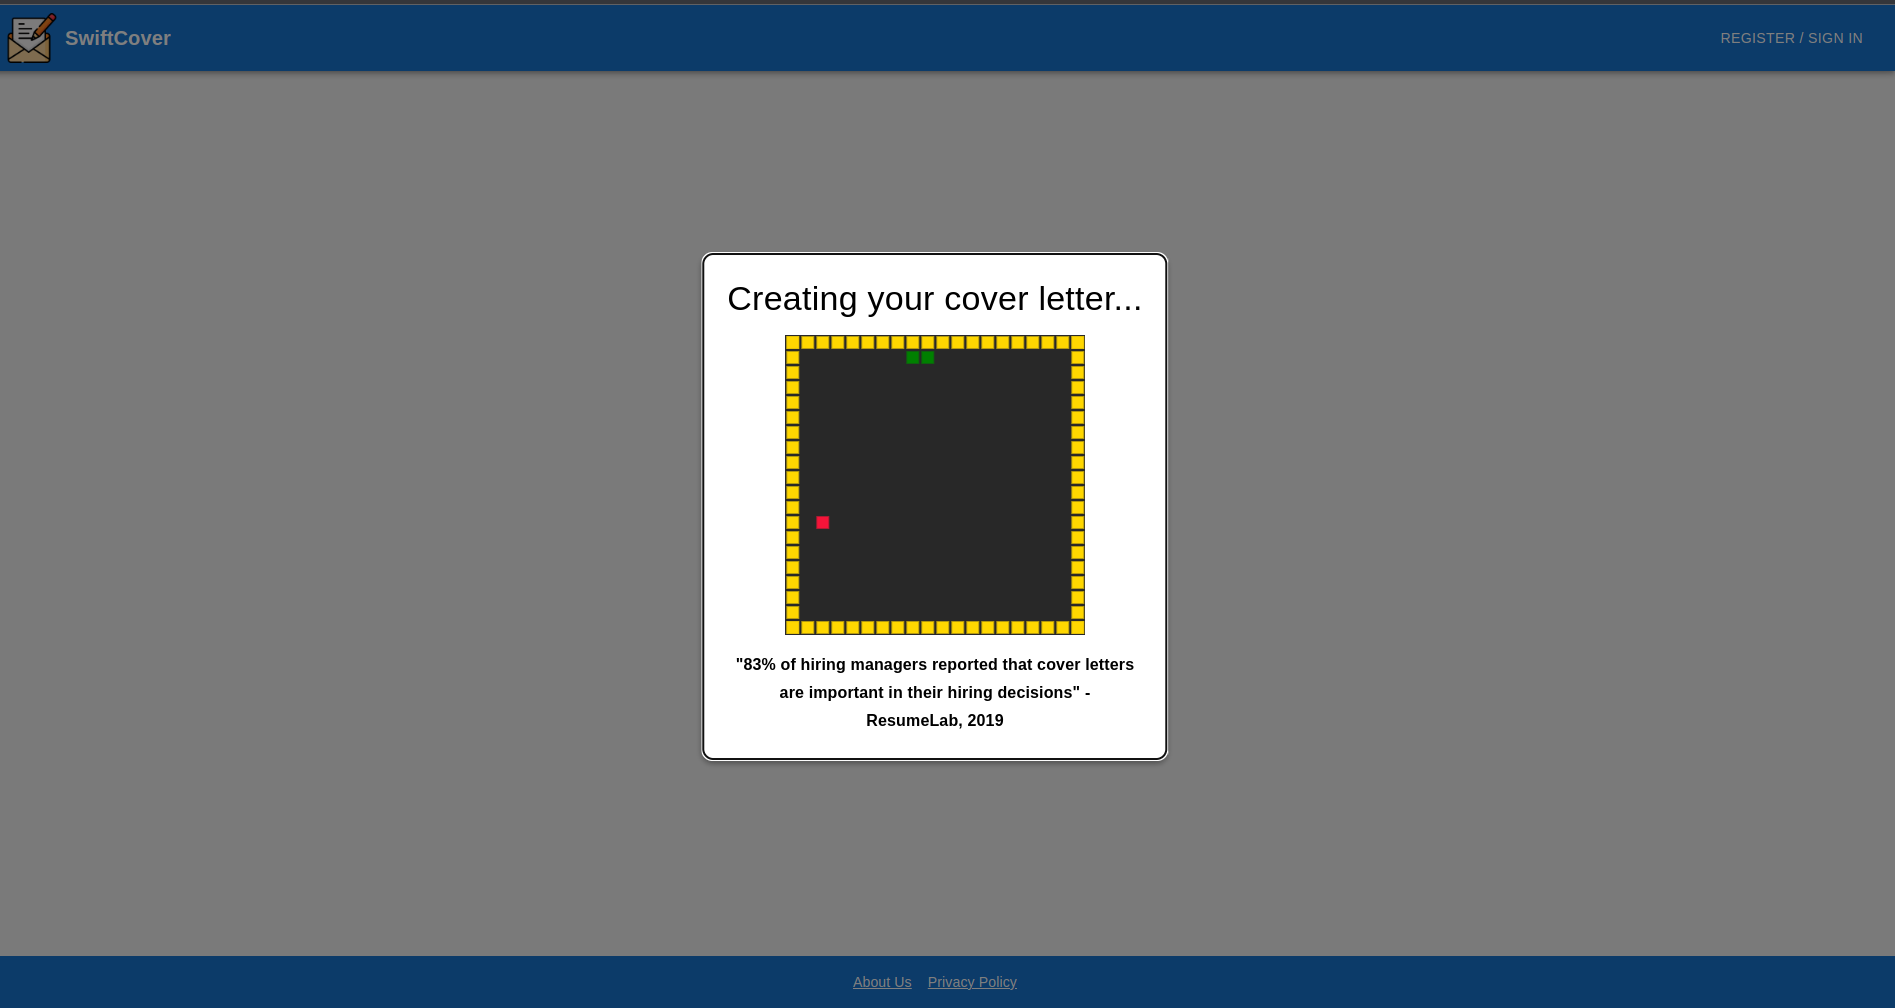 SwiftCover
REGISTER / SIGN IN
Creating your cover letter...
"83% of hiring managers reported that cover letters
are important in their hiring decisions" -
ResumeLab, 2019
About Us
Privacy Policy